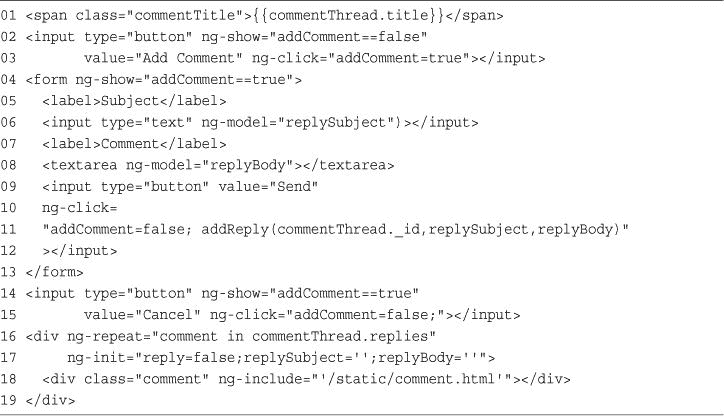 01 <span class="commentTitle">{{commentThread.title}}</span>
02 <input type="button" ng-show="addComment==false"
03        value="Add Comment" ng-click="addComment=true"></input>
04 <form ng-show="addComment==true">
05   <label>Subject</label>
06   <input type="text" ng-model="replySubject")></input>
07   <label>Comment</label>
08   <textarea ng-model="replyBody"></textarea>
09   <input type="button" value="Send"
10   ng-click=
11   "addComment=false; addReply(commentThread._id,replySubject,replyBody)"
12   ></input>
13 </form>
14 <input type="button" ng-show="addComment==true"
15        value="Cancel" ng-click="addComment=false;"></input>
16 <div ng-repeat="comment in commentThread.replies"
17      ng-init="reply=false;replySubject='';replyBody=''">
18   <div class="comment" ng-include="'/static/comment.html'"></div>
19 </div>